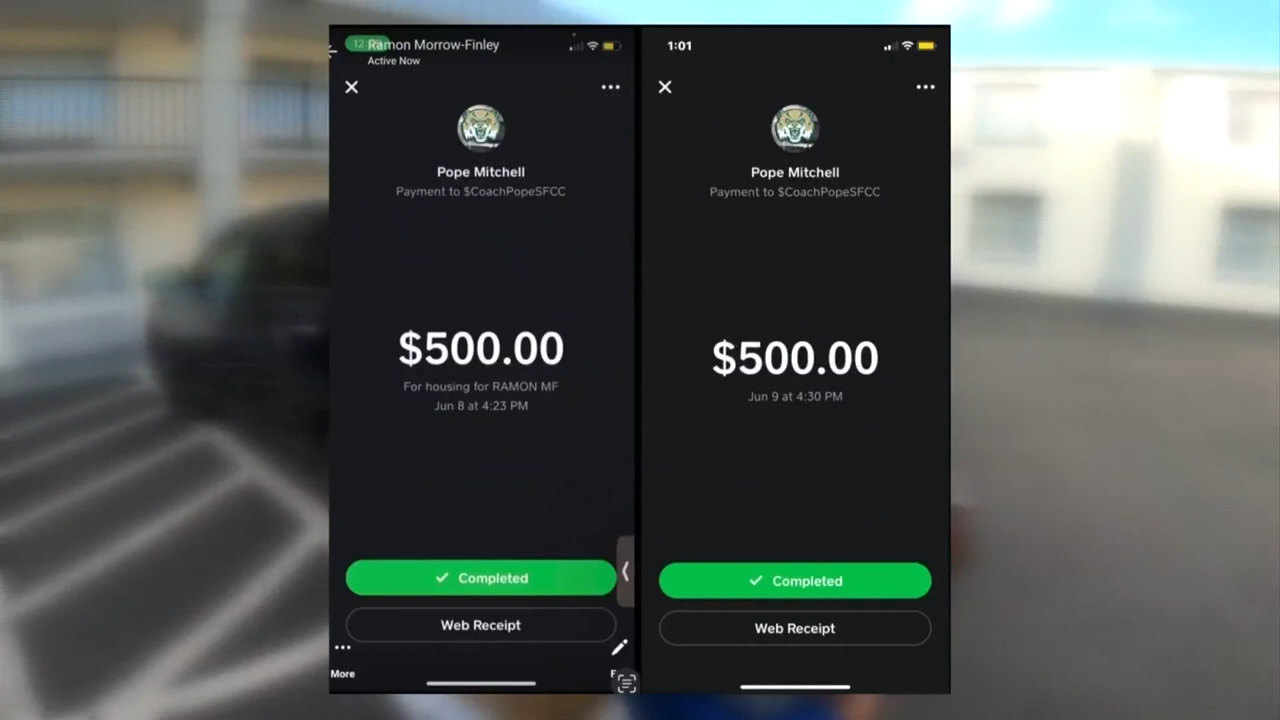 Ramon Morrow-Finley
Active Now
Pope Mitchell
Payment to $CoachPopeSFCC
$500.00
For housing for RAMON MF
Jun 8 at 4:23 PM
Completed
Web Receipt
More
1:01
Pope Mitchell
Payment to $CoachPopeSFCC
$500.00
Jun 9 at 4:30 PM
Completed
Web Receipt